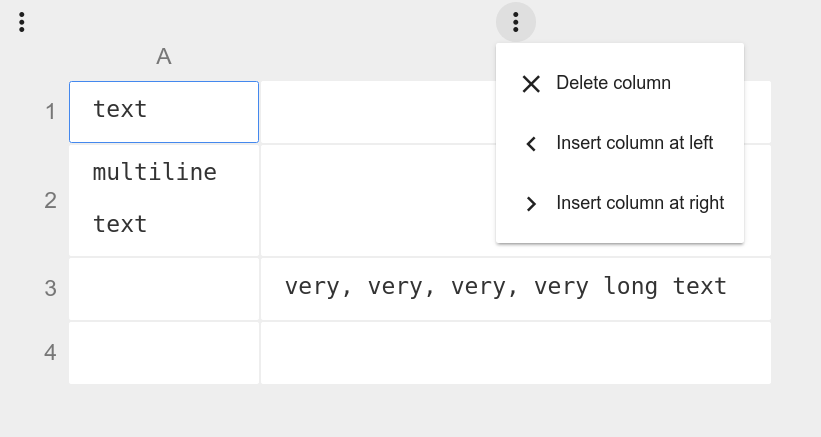 A
Delete column
1
text
Insert column at left
2
multiline
text
Insert column at right
3
very, very, very, very long text
4